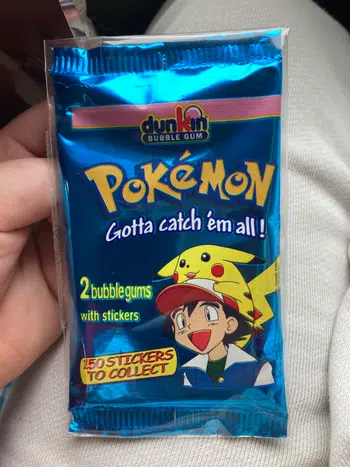 dunkin'
BUBBLE GUM
POKéMON
Gotta catch 'em all!
2 bubblegums
with stickers
150 STICKERS
TO COLLECT